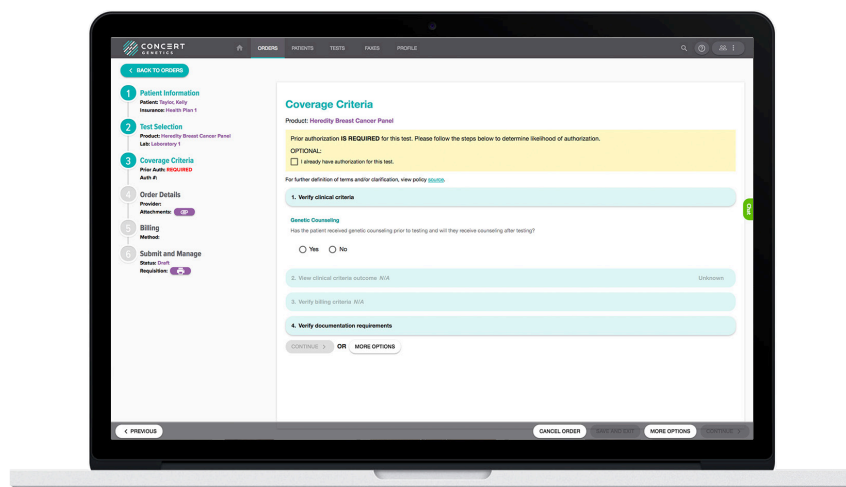 CONCERT
GENETICS
ORDERS
PATIENTS
TESTS
FAXES
PROFILE
BACK TO ORDERS
1
Patient Information
Patient: Taylor, Kelly
Insurance: Health Plan 1
2
Test Selection
Product: Heredity Breast Cancer Panel
Lab: Laboratory 1
3
Coverage Criteria
Prior Auth: REQUIRED
Auth #:
4
Order Details
Provider:
Attachments:
5
Billing
Method:
6
Submit and Manage
Status: Draft
Requisition:
Coverage Criteria
Product: Heredity Breast Cancer Panel
Prior authorization IS REQUIRED for this test. Please follow the steps below to determine likelihood of authorization.
OPTIONAL:
I already have authorization for this test.
For further definition of terms and/or clarification, view policy source.
1. Verify clinical criteria
Genetic Counseling
Has the patient received genetic counseling prior to testing and will they receive counseling after testing?
Yes
No
2. View clinical criteria outcome N/A
Unknown
3. Verify billing criteria N/A
4. Verify documentation requirements
CONTINUE
OR
MORE OPTIONS
Chat
PREVIOUS
CANCEL ORDER
SAVE AND EXIT
MORE OPTIONS
CONTINUE